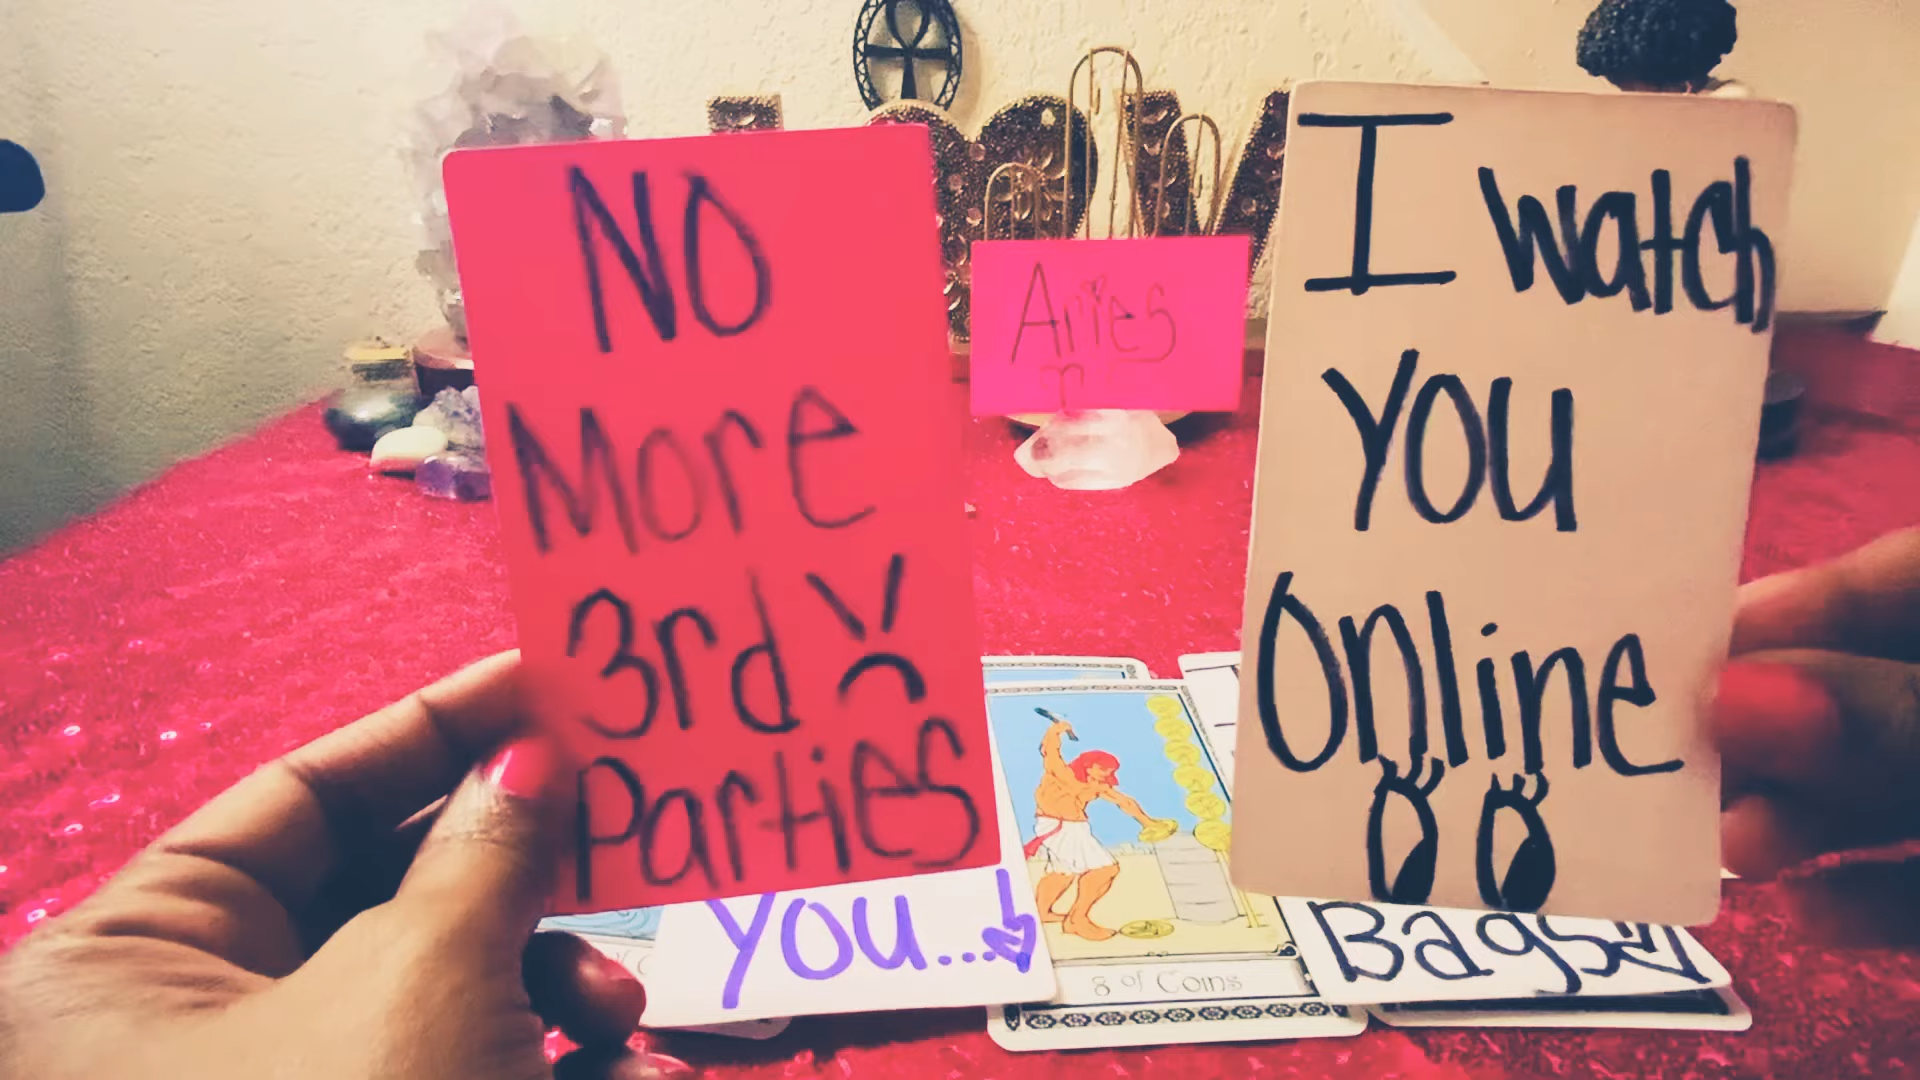 NO
More
3rd
Parties
I watch
YOU
Online
Aries
You...
8 of Coins
Bags